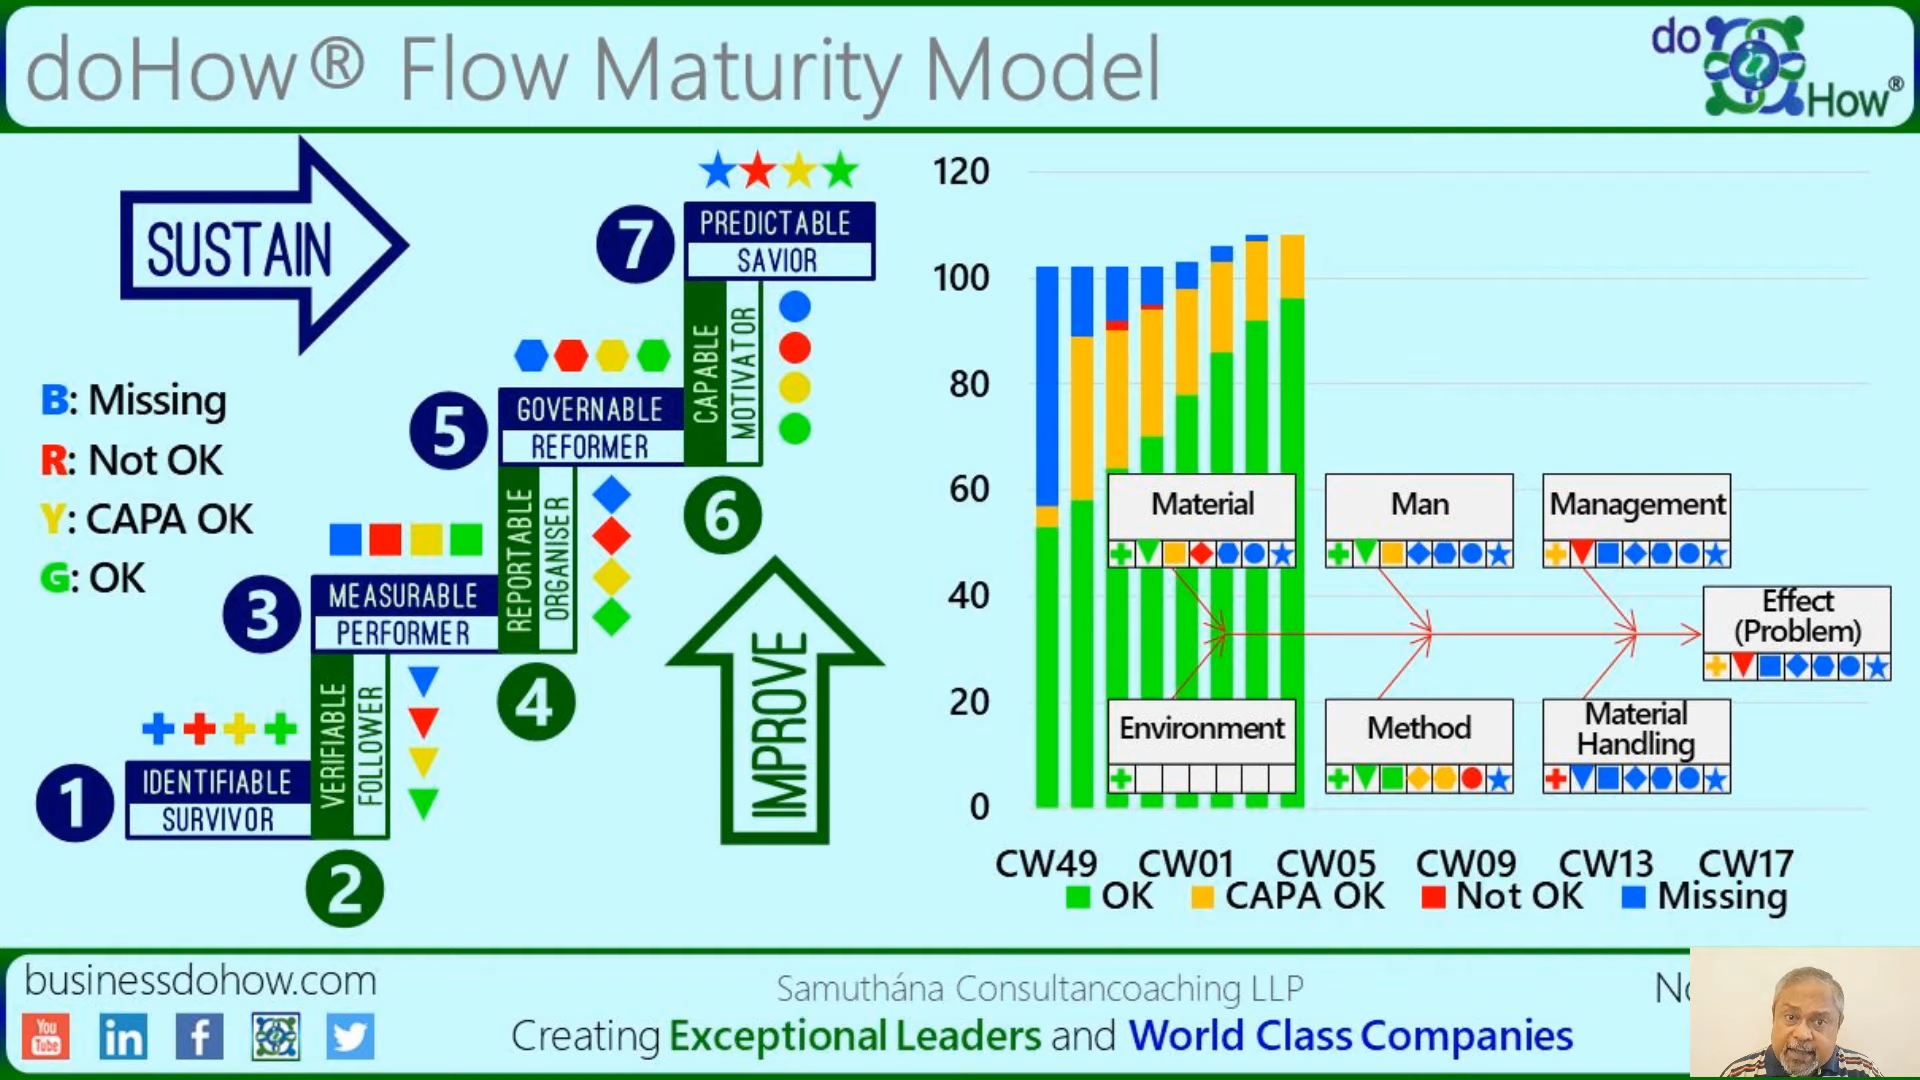 doHow® Flow Maturity Model
do
How®
SUSTAIN
B: Missing
R: Not OK
Y: CAPA OK
G: OK
7
PREDICTABLE
SAVIOR
CAPABLE
MOTIVATOR
6
5
GOVERNABLE
REFORMER
REPORTABLE
ORGANISER
4
3
MEASURABLE
PERFORMER
VERIFIABLE
FOLLOWER
2
1
IDENTIFIABLE
SURVIVOR
IMPROVE
120
100
80
60
40
20
0
Material
Man
Management
Effect
(Problem)
Environment
Method
Material
Handling
CW49 CW01 CW05 CW09 CW13 CW17
OK CAPA OK Not OK Missing
businessdohow.com
You
Tube
in
f
Samuthána Consultancoaching LLP
Creating Exceptional Leaders and World Class Companies